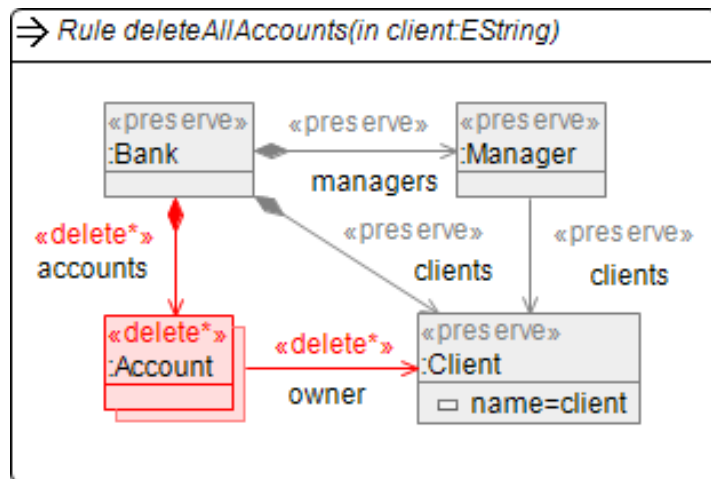 Rule deleteAllAccounts(in client:EString)
«preserve»
:Bank
«preserve»
managers
«preserve»
:Manager
«delete*»
accounts
«preserve»
clients
«preserve»
clients
«delete*»
:Account
«delete*»
owner
«preserve»
:Client
name=client